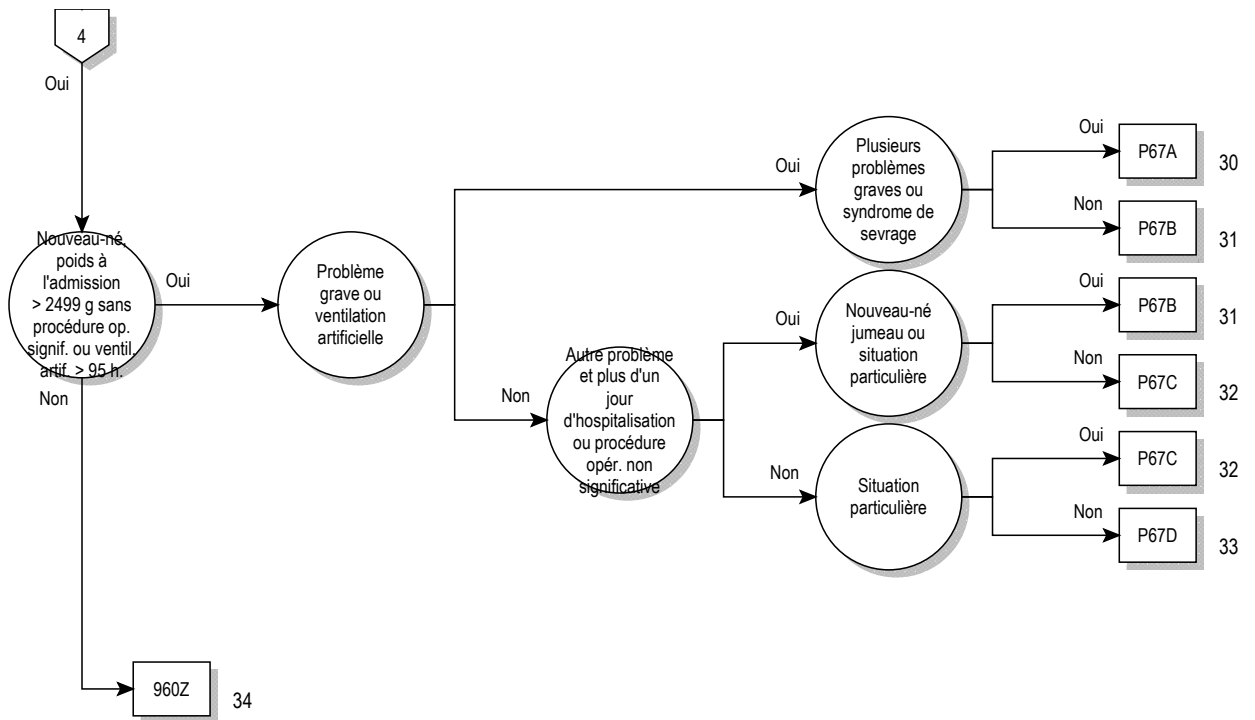 4
Oui
Nouveau-né,
poids à
l'admission
> 2499 g sans
procédure op.
signif. ou ventil.
artif. > 95 h.
Oui
Non
Problème
grave ou
ventilation
artificielle
Oui
Plusieurs
problèmes
graves ou
syndrome de
sevrage
Oui
P67A
30
Non
P67B
31
Non
Autre problème
et plus d'un
jour
d'hospitalisation
ou procédure
opér. non
significative
Oui
Nouveau-né
jumeau ou
situation
particulière
Oui
P67B
31
Non
P67C
32
Non
Situation
particulière
Oui
P67C
32
Non
P67D
33
960Z
34